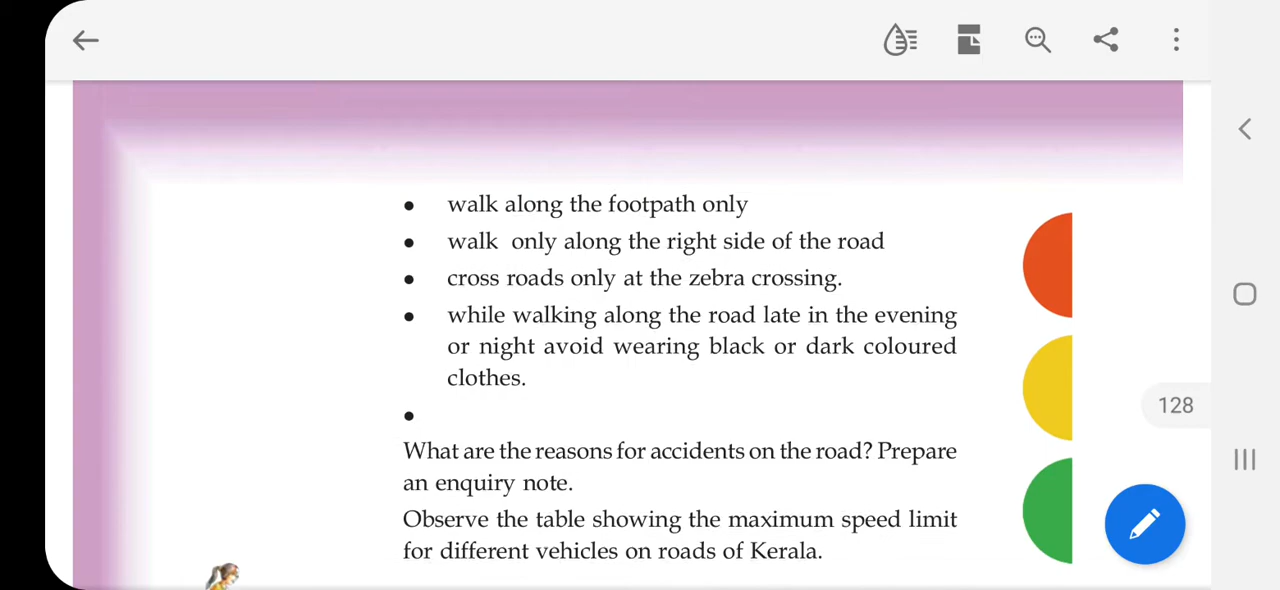 • walk along the footpath only
• walk only along the right side of the road
• cross roads only at the zebra crossing.
• while walking along the road late in the evening
or night avoid wearing black or dark coloured
clothes.
•
128
What are the reasons for accidents on the road? Prepare
an enquiry note.
Observe the table showing the maximum speed limit
for different vehicles on roads of Kerala.